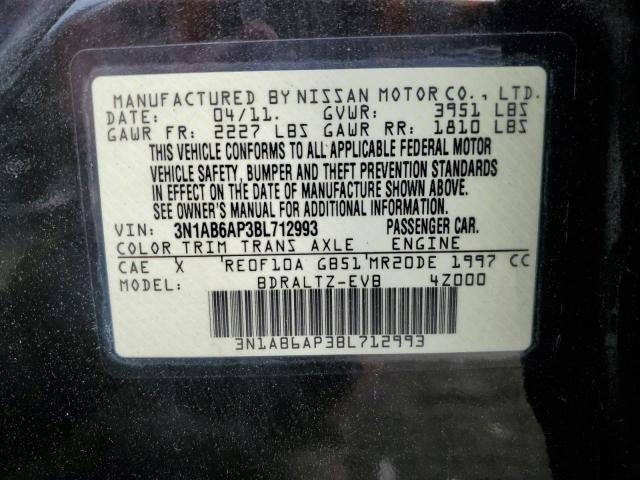 MANUFACTURED BY NISSAN MOTOR CO., LTD.
DATE: 04/11. GVWR: 3951 LBS
GAWR FR: 2227 LBS GAWR RR: 1810 LBS
THIS VEHICLE CONFORMS TO ALL APPLICABLE FEDERAL MOTOR
VEHICLE SAFETY, BUMPER AND THEFT PREVENTION STANDARDS
IN EFFECT ON THE DATE OF MANUFACTURE SHOWN ABOVE.
SEE OWNER'S MANUAL FOR ADDITIONAL INFORMATION.
VIN: 3N1AB6AP3BL712993 PASSENGER CAR.
COLOR TRIM TRANS AXLE ENGINE
CAE X 'RE0F10A GB51'MR20DE 1997 CC
MODEL: BDRALTZ-EVB 4Z000
3N1AB6AP3BL712993